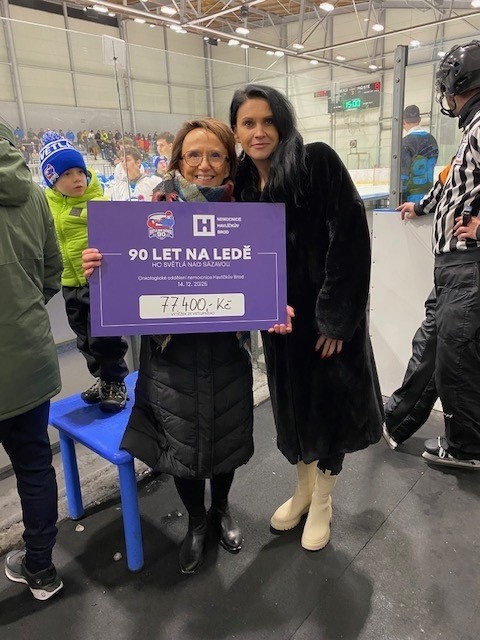 90
H NEMOCNICE
HAVLÍČKŮV
BROD
90 LET NA LEDĚ
HC SVĚTLÁ NAD SÁZAVOU
Onkologické oddělení nemocnice Havlíčkův Brod
14. 12. 2025
77.400,- Kč
15:00